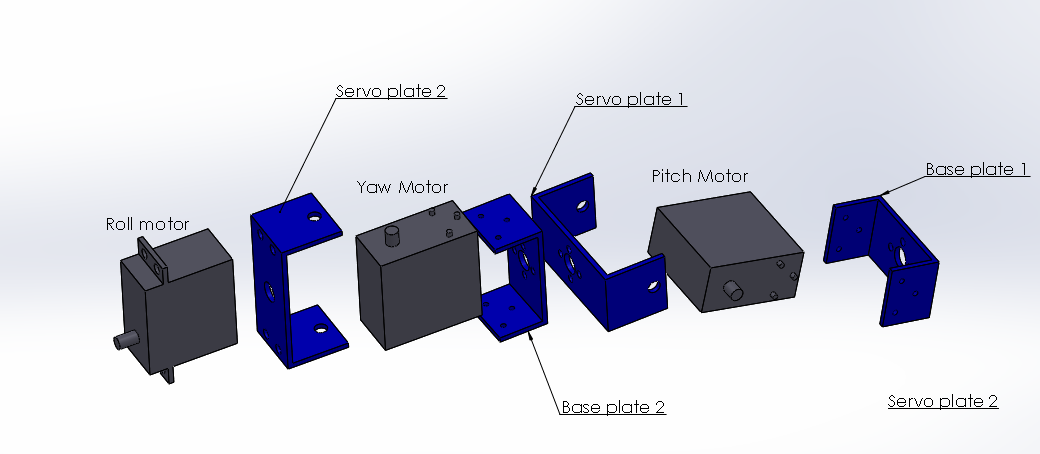 Servo plate 2
Servo plate 1
Base plate 1
Pitch Motor
Yaw Motor
Roll motor
Base plate 2
Servo plate 2